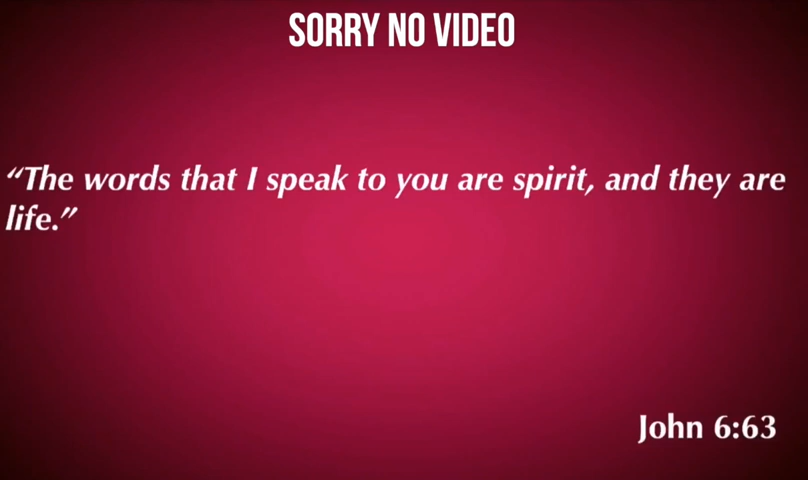 SORRY NO VIDEO
“The words that I speak to you are spirit, and they are
life.”
John 6:63